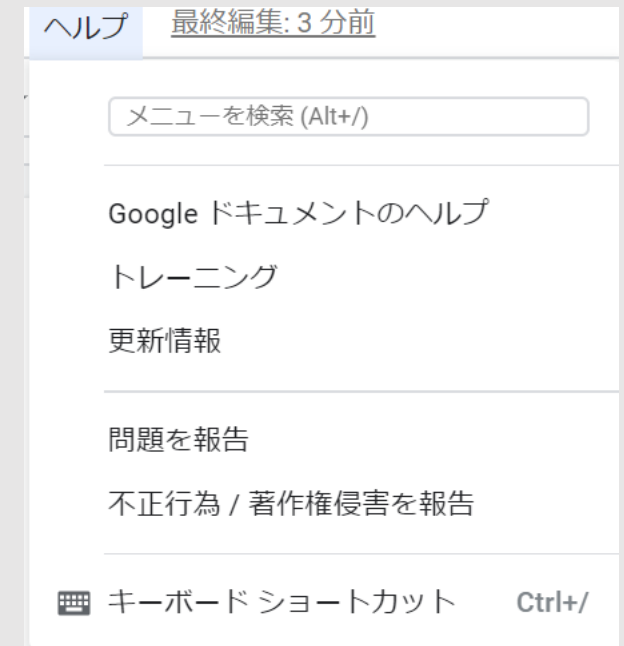 ヘルプ 最終編集: 3 分前
メニューを検索 (Alt+/)
Google ドキュメントのヘルプ
トレーニング
更新情報
問題を報告
不正行為 / 著作権侵害を報告
キーボード ショートカット Ctrl+/